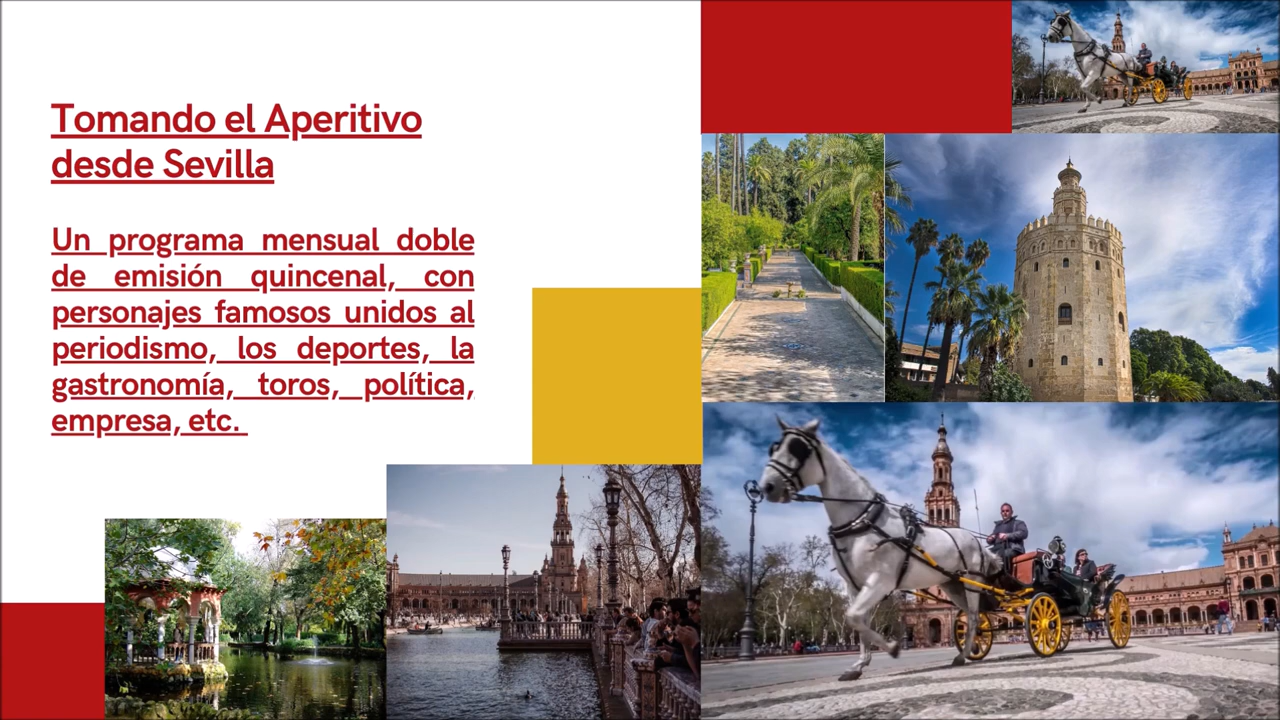 Tomando el Aperitivo
desde Sevilla
Un programa mensual doble
de emisión quincenal, con
personajes famosos unidos al
periodismo, los deportes, la
gastronomía, toros, política,
empresa, etc.